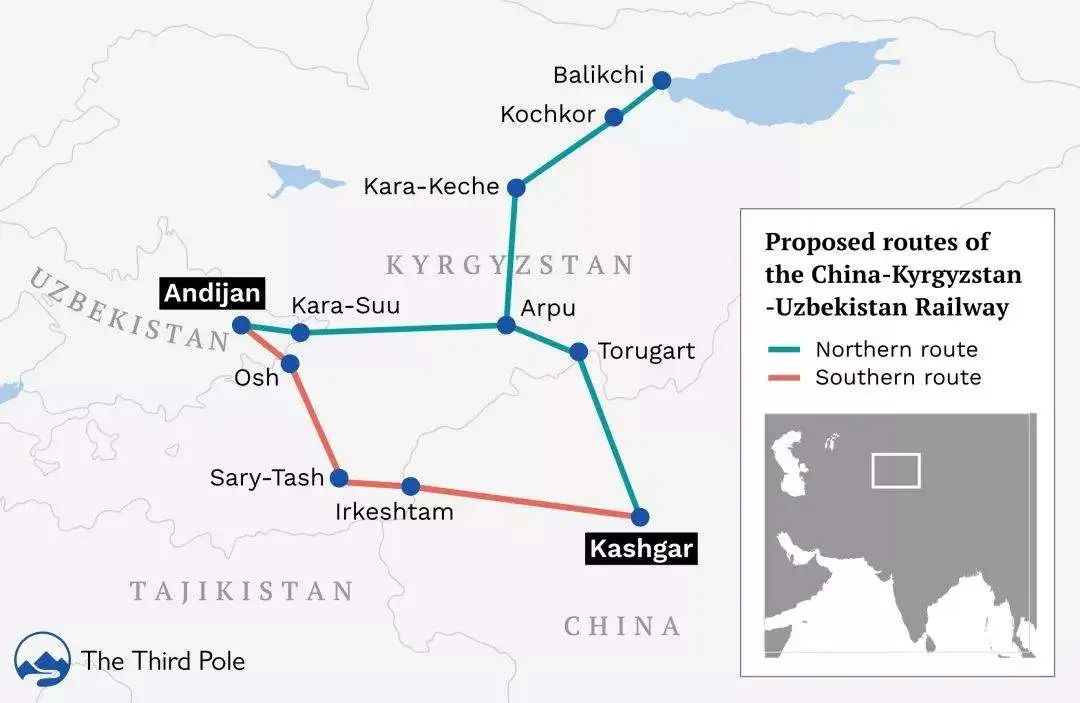 Balikchi
Kochkor
Kara-Keche
KYRGYZSTAN
UZBEKISTAN
Andijan
Kara-Suu
Arpu
Torugart
Osh
Sary-Tash
Irkeshtam
Kashgar
TAJIKISTAN
CHINA
The Third Pole
Proposed routes of
the China-Kyrgyzstan
-Uzbekistan Railway
Northern route
Southern route